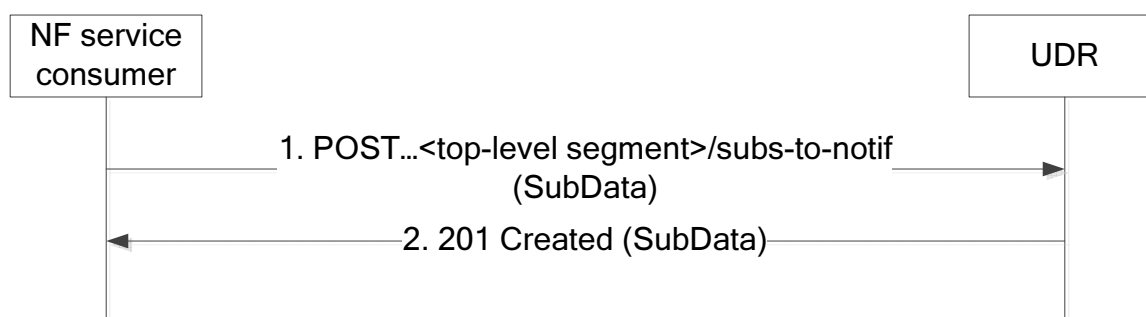 NF service
consumer
UDR
1. POST…<top-level segment>/subs-to-notif
(SubData)
2. 201 Created (SubData)